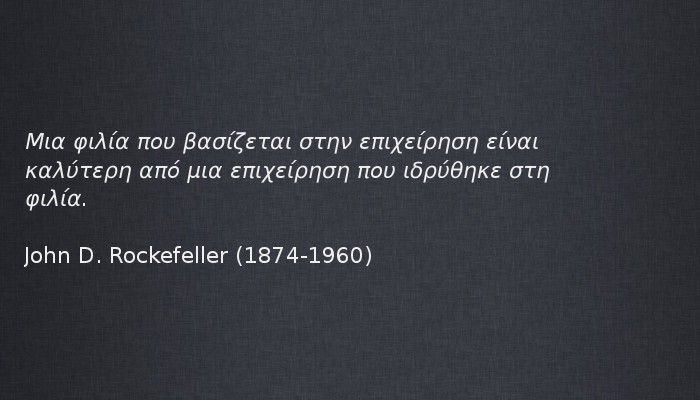 Μια φιλία που βασίζεται στην επιχείρηση είναι
καλύτερη από μια επιχείρηση που ιδρύθηκε στη
φιλία.
John D. Rockefeller (1874-1960)